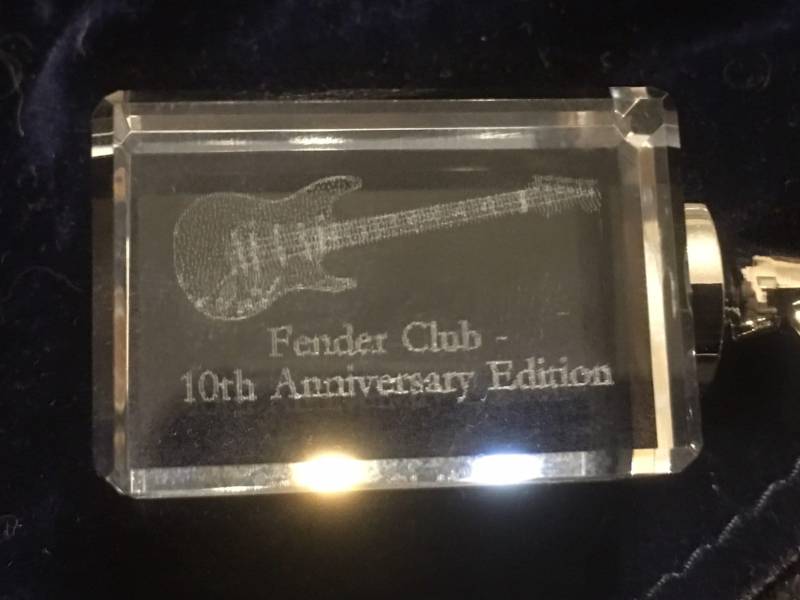 Fender Club -
10th Anniversary Edition